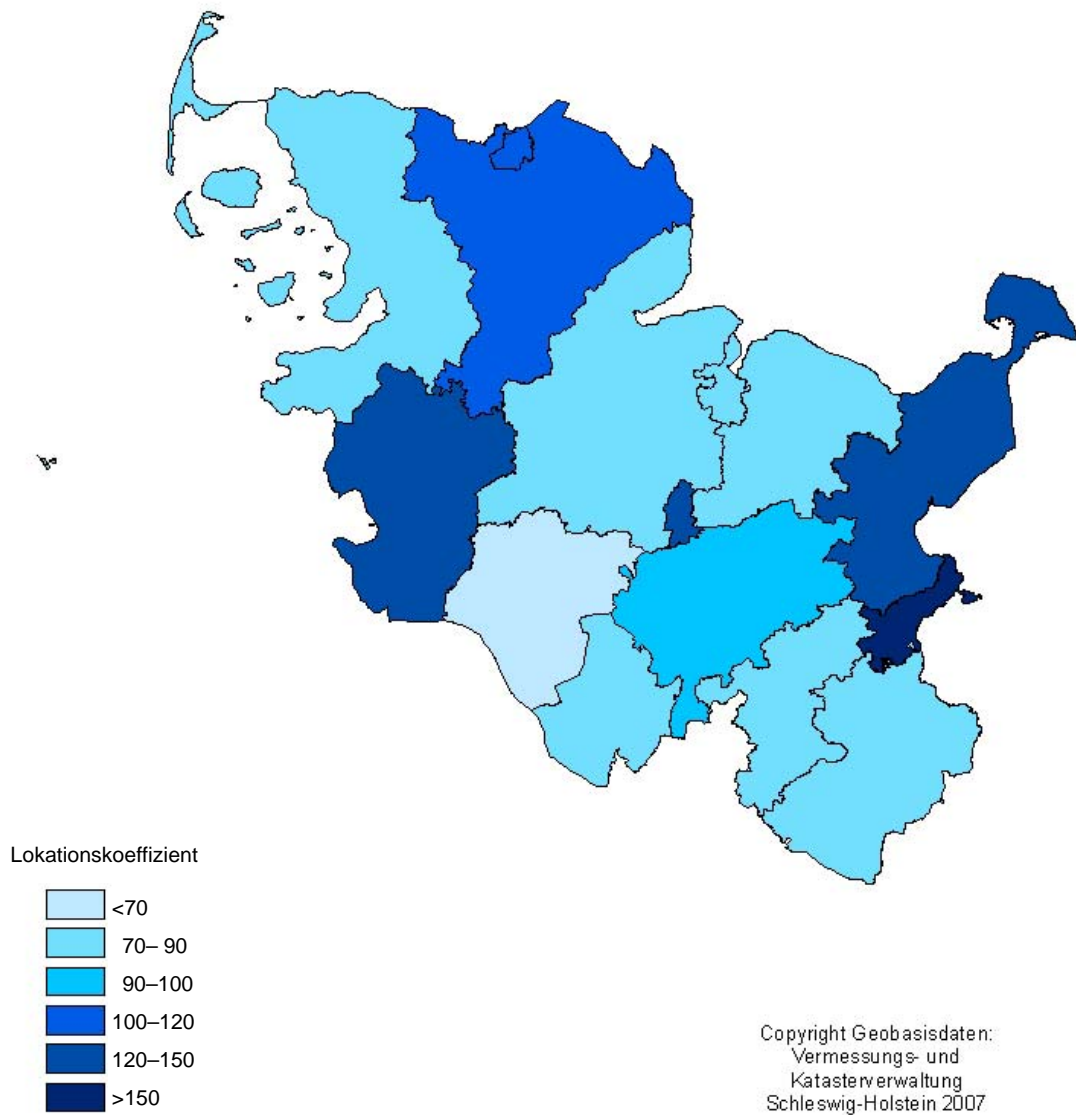 Lokationskoeffizient
<70
70– 90
90–100
100–120
120–150
>150
Copyright Geobasisdaten:
Vermessungs- und
Katasterverwaltung
Schleswig-Holstein 2007